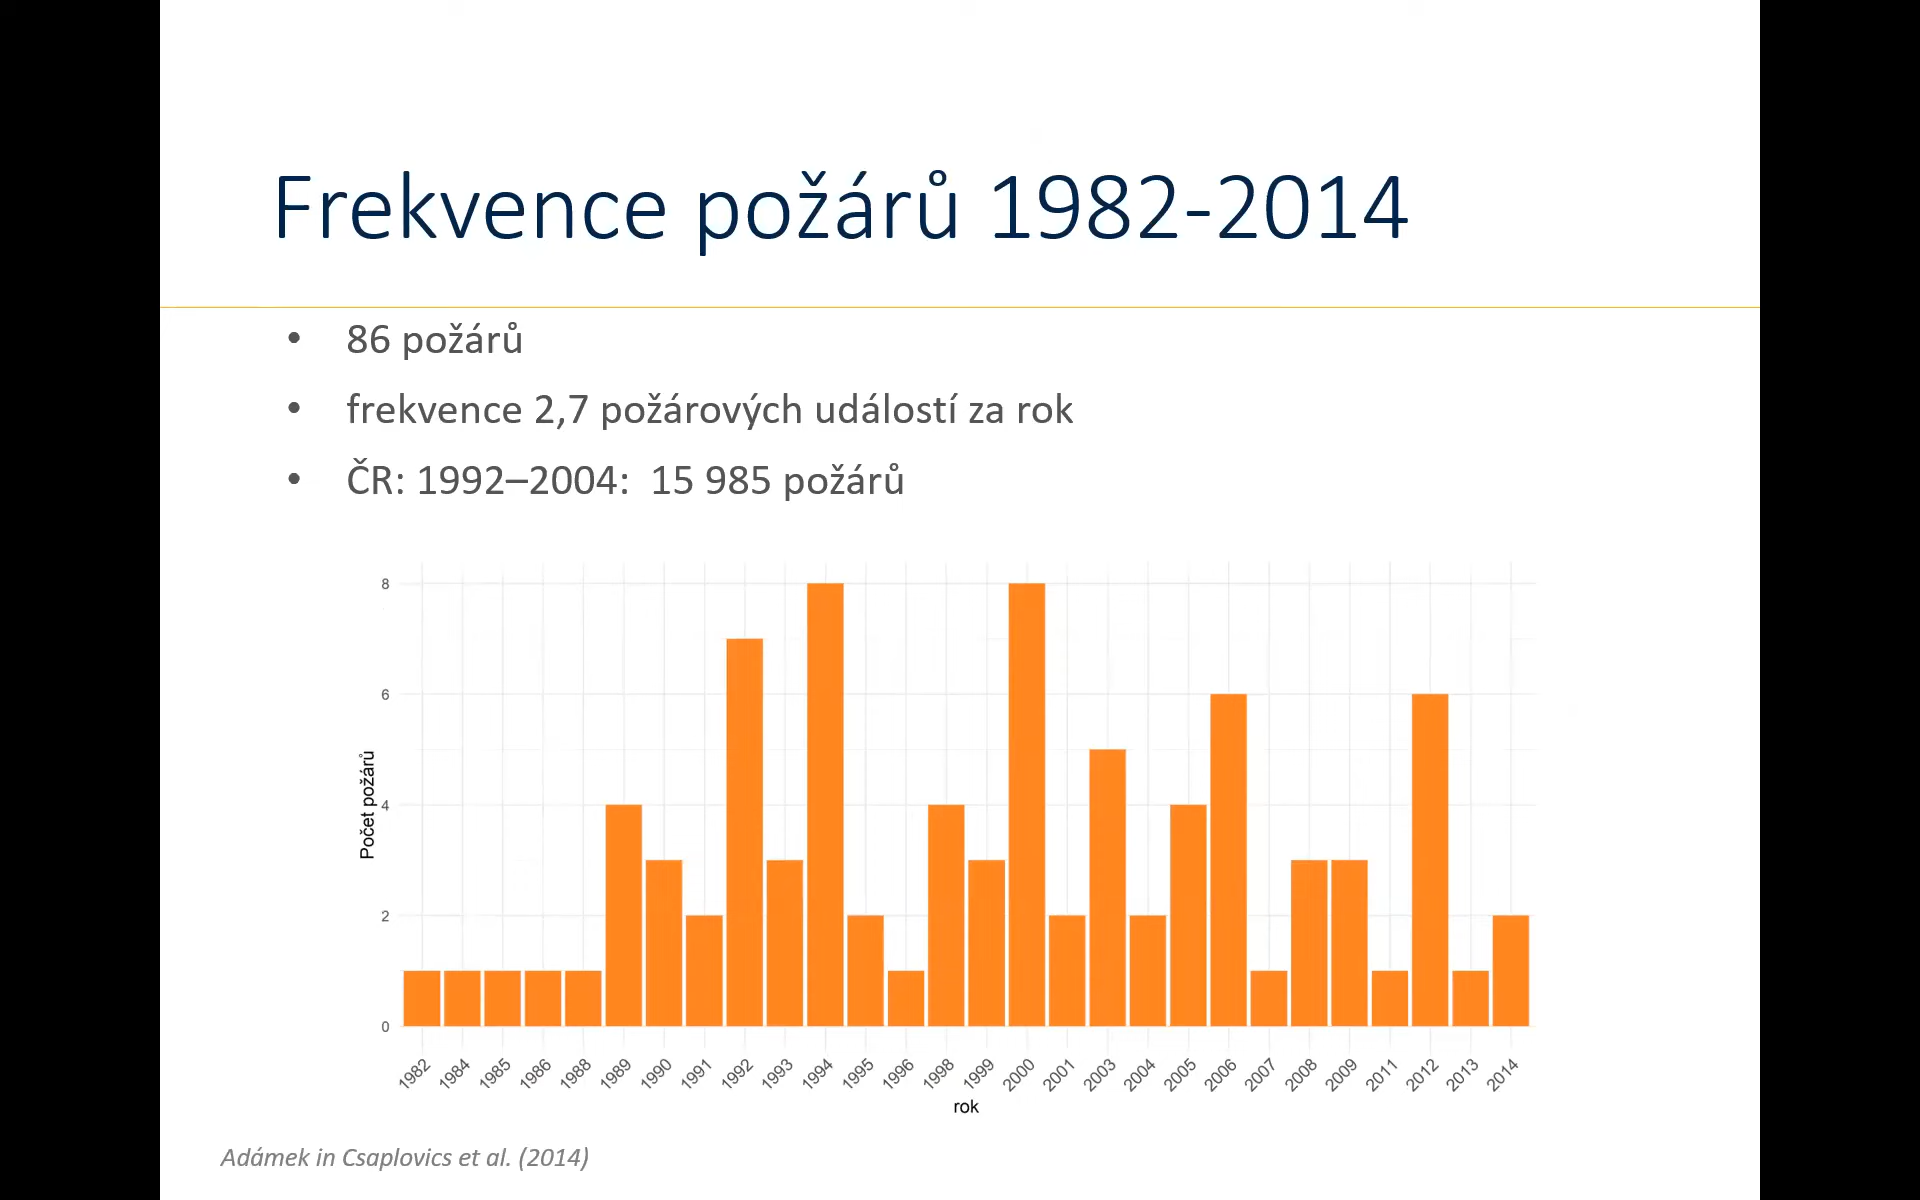 Frekvence požárů 1982-2014
• 86 požárů
• frekvence 2,7 požárových událostí za rok
• ČR: 1992–2004:  15 985 požárů
Počet požárů
8
6
4
2
0
1982 1984 1985 1986 1988 1989 1990 1991 1992 1993 1994 1995 1996 1998 1999 2000 2001 2003 2004 2005 2006 2007 2008 2009 2011 2012 2013 2014
rok
Adámek in Csaplovics et al. (2014)